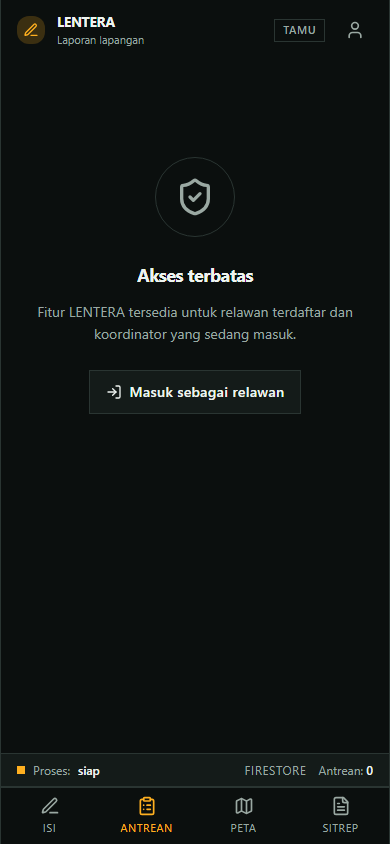 LENTERA
Laporan lapangan
TAMU
Akses terbatas
Fitur LENTERA tersedia untuk relawan terdaftar dan
koordinator yang sedang masuk.
Masuk sebagai relawan
Proses: siap
FIRESTORE
Antrean: 0
ISI
ANTREAN
PETA
SITREP